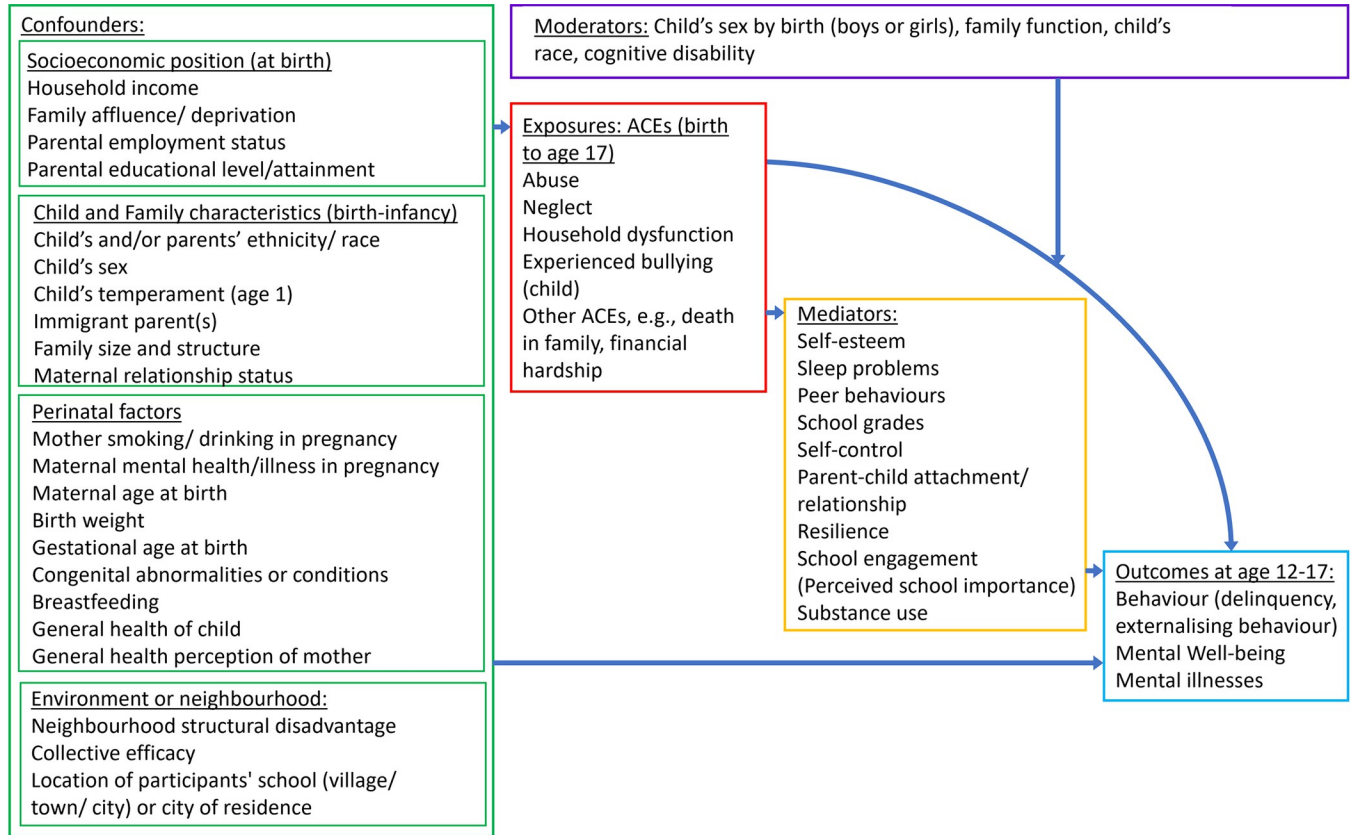 Confounders:
Socioeconomic position (at birth)
Household income
Family affluence/ deprivation
Parental employment status
Parental educational level/attainment
Child and Family characteristics (birth-infancy)
Child's and/or parents' ethnicity/ race
Child's sex
Child's temperament (age 1)
Immigrant parent(s)
Family size and structure
Maternal relationship status
Perinatal factors
Mother smoking/ drinking in pregnancy
Maternal mental health/illness in pregnancy
Maternal age at birth
Birth weight
Gestational age at birth
Congenital abnormalities or conditions
Breastfeeding
General health of child
General health perception of mother
Environment or neighbourhood:
Neighbourhood structural disadvantage
Collective efficacy
Location of participants' school (village/
town/ city) or city of residence
Moderators: Child's sex by birth (boys or girls), family function, child's
race, cognitive disability
Exposures: ACEs (birth
to age 17)
Abuse
Neglect
Household dysfunction
Experienced bullying
(child)
Other ACEs, e.g., death
in family, financial
hardship
Mediators:
Self-esteem
Sleep problems
Peer behaviours
School grades
Self-control
Parent-child attachment/
relationship
Resilience
School engagement
(Perceived school importance)
Substance use
Outcomes at age 12-17:
Behaviour (delinquency,
externalising behaviour)
Mental Well-being
Mental illnesses